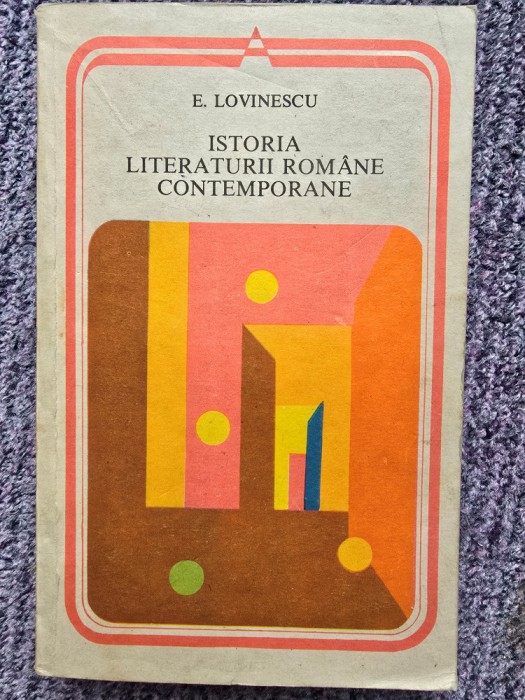 E. LOVINESCU
ISTORIA
LITERATURII ROMÂNE
CONTEMPORANE